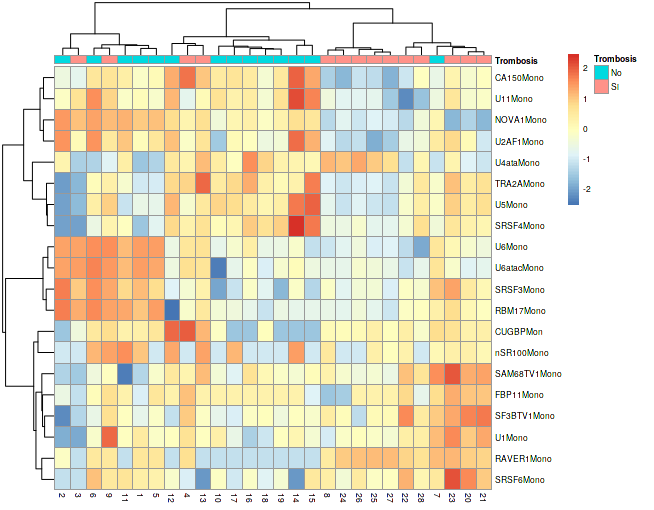 Trombosis
CA150Mono
U11Mono
NOVA1Mono
U2AF1Mono
U4ataMono
TRA2AMono
U5Mono
SRSF4Mono
U6Mono
U6atacMono
SRSF3Mono
RBM17Mono
CUGBPMon
nSR100Mono
SAM68TV1Mono
FBP11Mono
SF3BTV1Mono
U1Mono
RAVER1Mono
SRSF6Mono
2 3 6 9 11 1 5 12 4 13 10 17 16 18 19 14 15 8 24 26 25 27 22 28 7 23 20 21
2
1
0
-1
-2
Trombosis
No
SI